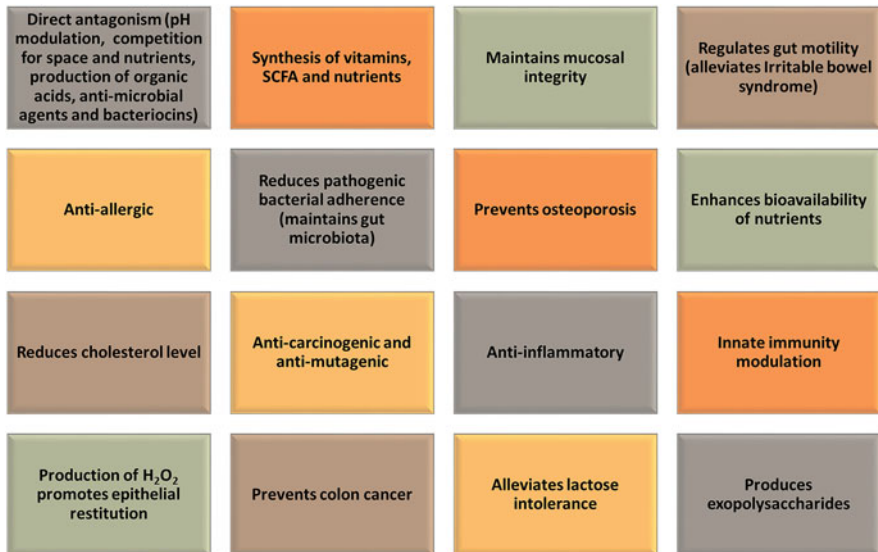 Direct antagonism (pH
modulation, competition
for space and nutrients,
production of organic
acids, anti-microbial
agents and bacteriocins)
Synthesis of vitamins,
SCFA and nutrients
Maintains mucosal
integrity
Regulates gut motility
(alleviates Irritable bowel
syndrome)
Anti-allergic
Reduces pathogenic
bacterial adherence
(maintains gut
microbiota)
Prevents osteoporosis
Enhances bioavailability
of nutrients
Reduces cholesterol level
Anti-carcinogenic and
anti-mutagenic
Anti-inflammatory
Innate immunity
modulation
Production of H₂O₂
promotes epithelial
restitution
Prevents colon cancer
Alleviates lactose
intolerance
Produces
exopolysaccharides